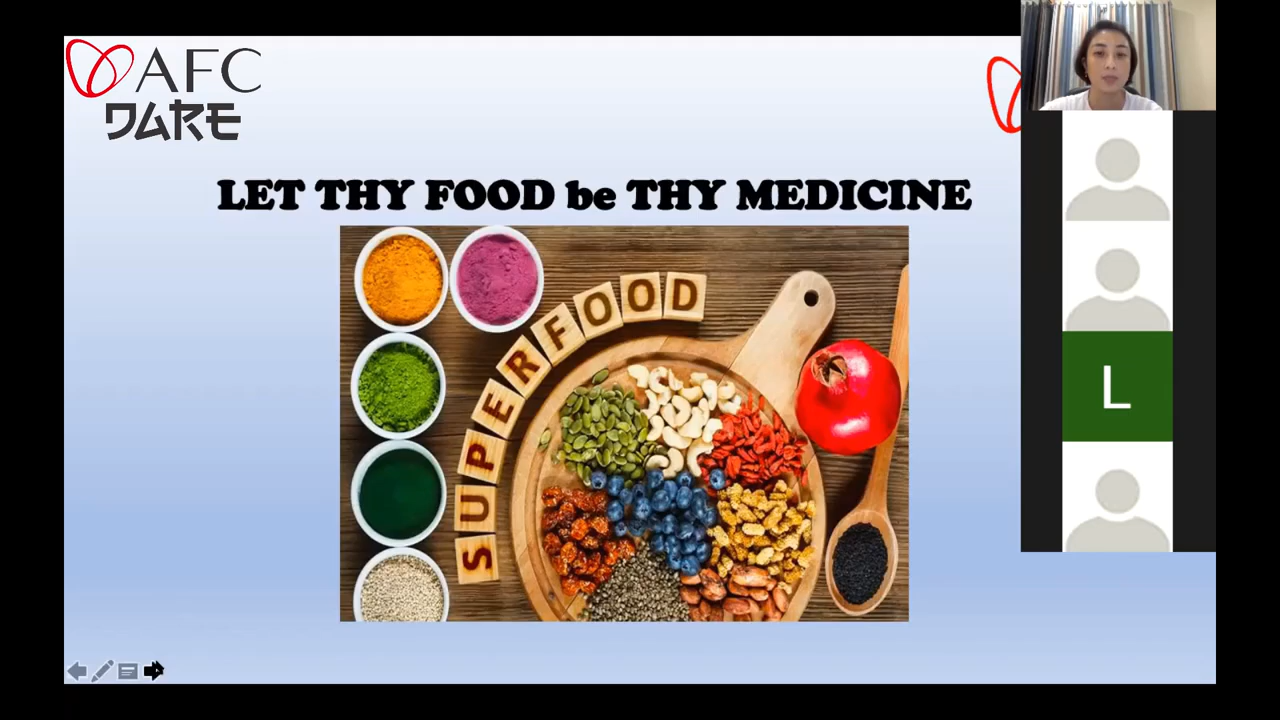 AFC
DARE
LET THY FOOD be THY MEDICINE
SUPERFOOD
L